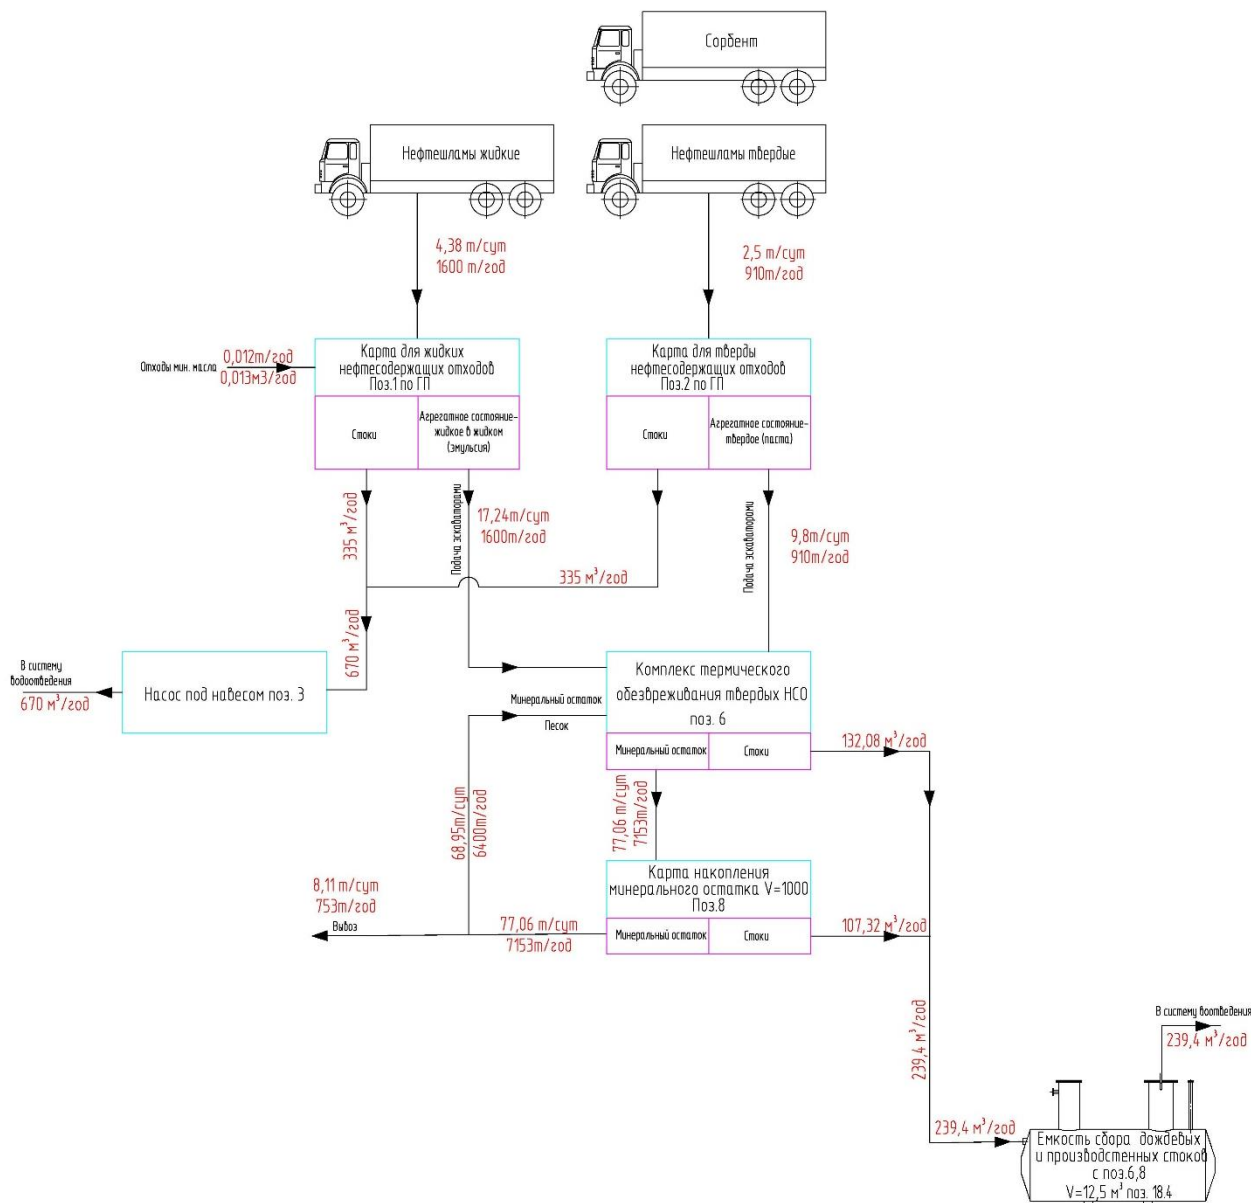 Сорбент
Нефтешламы жидкие
Нефтешламы твердые
4,38 т/сут
1600 т/год
2,5 т/сут
910т/год
Отходы мин. масла
0,012т/год
0,013м3/год
Карта для жидких
нефтесодержащих отходов
Поз.1 по ГП
Карта для тверды
нефтесодержащих отходов
Поз.2 по ГП
Стоки
Агрегатное состояние-
жидкое в жидком
(эмульсия)
Стоки
Агрегатное состояние-
твердое (паста)
335 м³/год
Подача эскаваторами
17,24т/сут
1600т/год
335 м³/год
Подача эскаваторами
9,8т/сут
910т/год
670 м³/год
В систему
водоотведения
670 м³/год
Насос под навесом поз. 3
Минеральный остаток
Песок
Комплекс термического
обезвреживания твердых НСО
поз. 6
Минеральный остаток
Стоки
132,08 м³/год
68,95т/сут
6400т/год
77,06 т/сут
7153т/год
Карта накопления
минерального остатка V=1000
Поз.8
8,11 т/сут
753т/год
Вывоз
77,06 т/сут
7153т/год
Минеральный остаток
Стоки
107,32 м³/год
239,4 м³/год
В систему воотведения
239,4 м³/год
239,4 м³/год
Емкость сбора дождевых
и производстенных стоков
с поз.6,8
V=12,5 м³ поз. 18.4